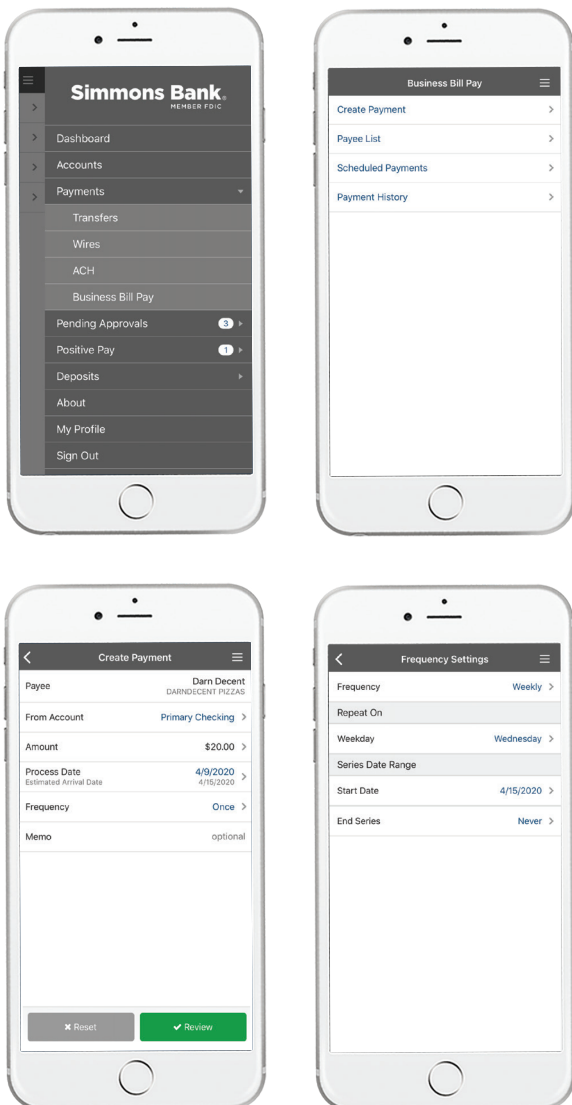 Simmons Bank®
MEMBER FDIC
Dashboard
Accounts
Payments
Transfers
Wires
ACH
Business Bill Pay
Pending Approvals 3
Positive Pay 1
Deposits
About
My Profile
Sign Out
Business Bill Pay
Create Payment
Payee List
Scheduled Payments
Payment History
Create Payment
Payee Darn Decent
DARNDECENT PIZZAS
From Account Primary Checking
Amount $20.00
Process Date 4/9/2020
Estimated Arrival Date 4/15/2020
Frequency Once
Memo optional
Reset Review
Frequency Settings
Frequency Weekly
Repeat On
Weekday Wednesday
Series Date Range
Start Date 4/15/2020
End Series Never